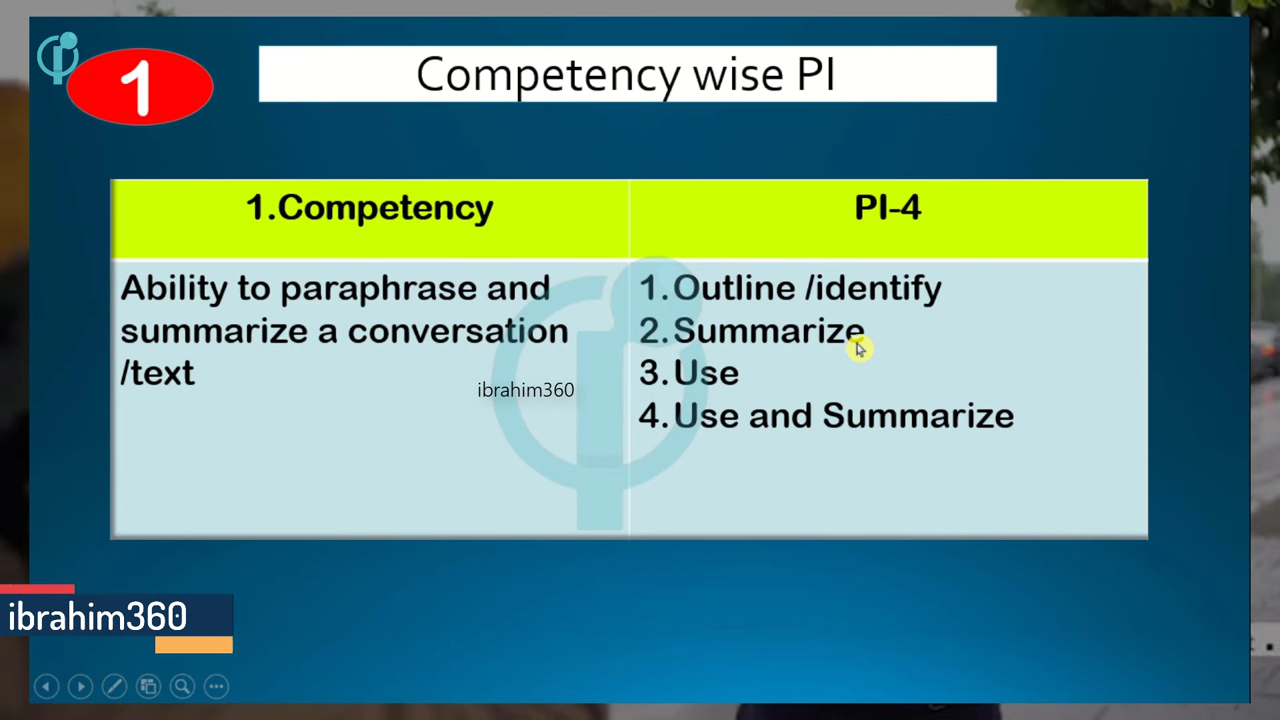 1
Competency wise PI
1.Competency
PI-4
Ability to paraphrase and
summarize a conversation
/text
1.Outline /identify
2.Summarize
3.Use
4.Use and Summarize
ibrahim360
ibrahim360